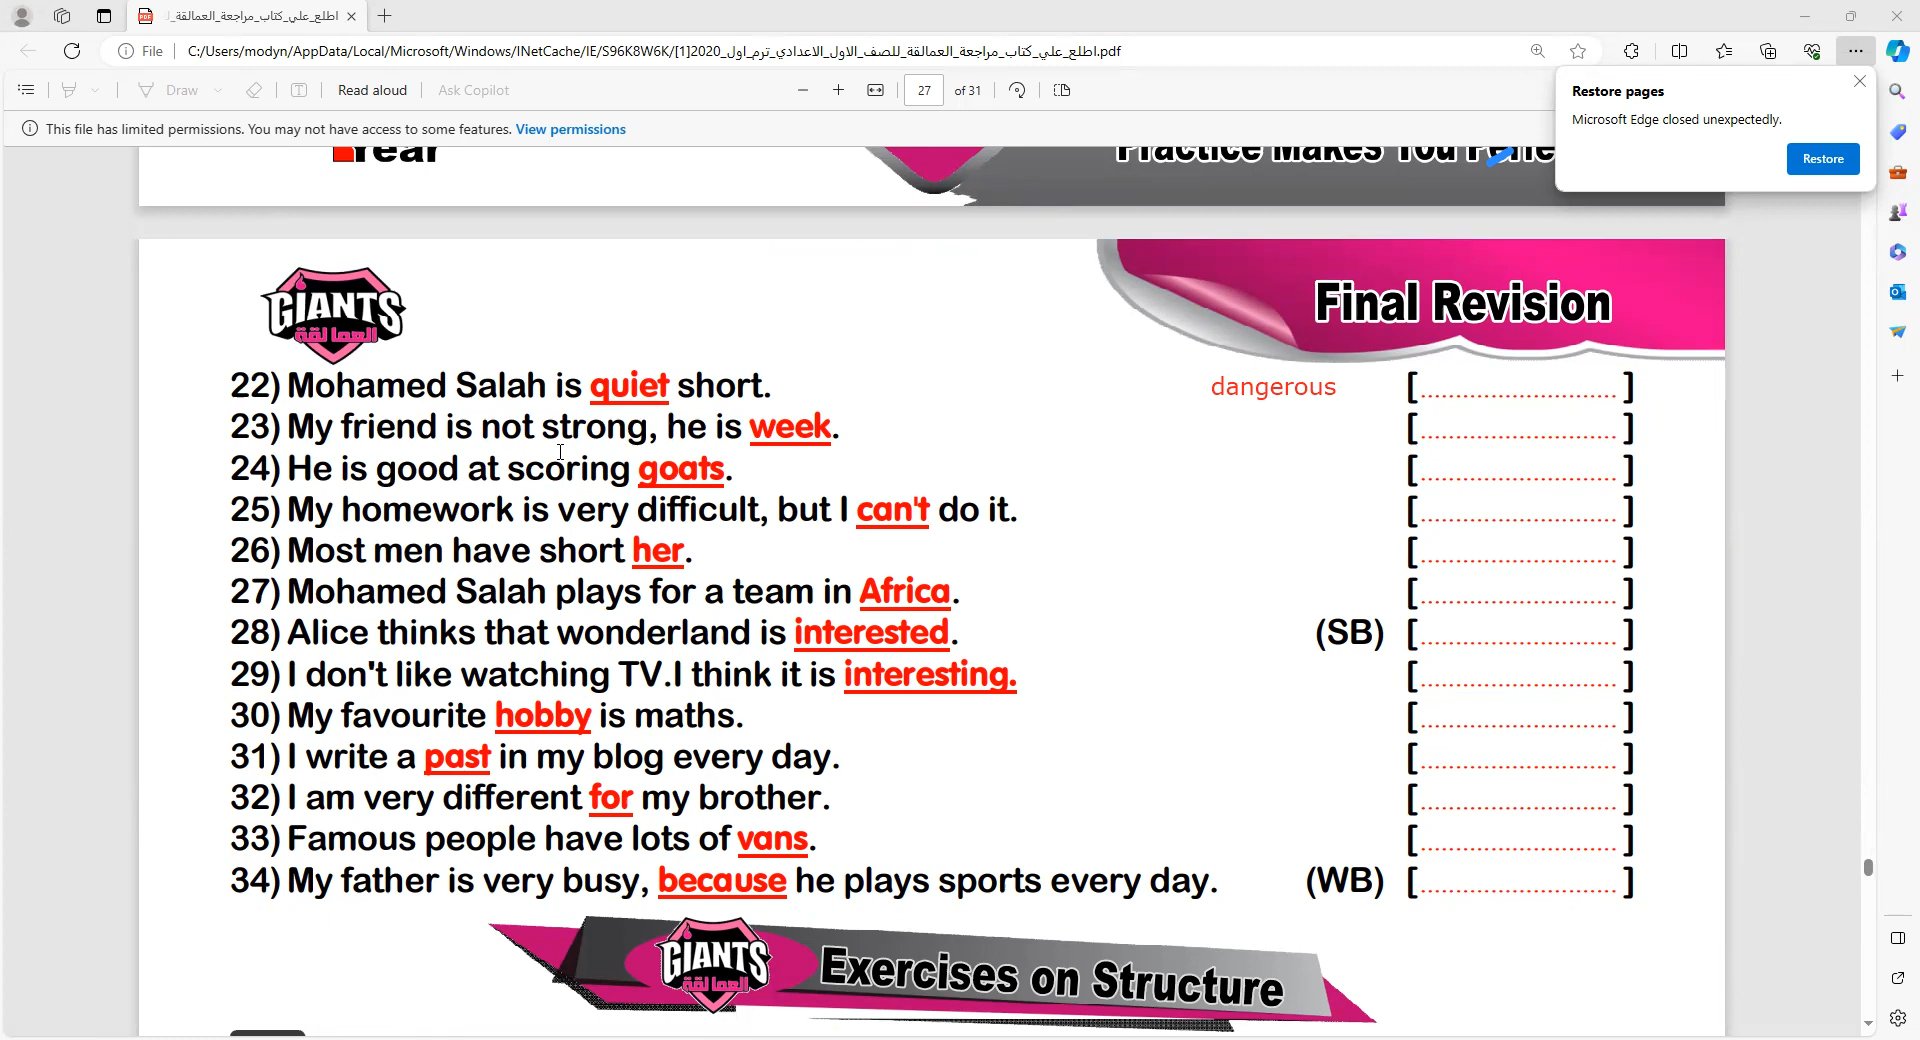 اطلع_علي_كتاب_مراجعة_العمالقة_
File
C:/Users/modyn/AppData/Local/Microsoft/Windows/INetCache/IE/S96K8W6K/[1]2020_اطلع_علي_كتاب_مراجعة_العمالقة_للصف_الاول_الاعدادي_ترم_اول.pdf
Draw
Read aloud
Ask Copilot
27 of 31
Restore pages
Microsoft Edge closed unexpectedly.
Restore
This file has limited permissions. You may not have access to some features. View permissions
Year
Practice Makes You Perfe
GIANTS
العمالقة
Final Revision
22) Mohamed Salah is quiet short. dangerous [..............................]
23) My friend is not strong, he is week. [..............................]
24) He is good at scoring goats. [..............................]
25) My homework is very difficult, but I can't do it. [..............................]
26) Most men have short her. [..............................]
27) Mohamed Salah plays for a team in Africa. [..............................]
28) Alice thinks that wonderland is interested. (SB) [..............................]
29) I don't like watching TV.I think it is interesting. [..............................]
30) My favourite hobby is maths. [..............................]
31) I write a past in my blog every day. [..............................]
32) I am very different for my brother. [..............................]
33) Famous people have lots of vans. [..............................]
34) My father is very busy, because he plays sports every day. (WB) [..............................]
GIANTS
العمالقة
Exercises on Structure